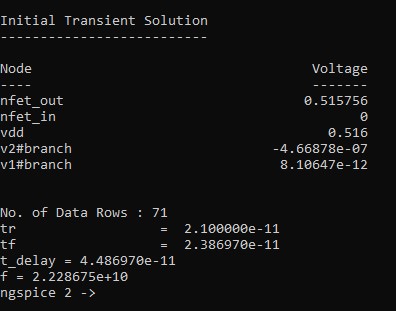 Initial Transient Solution
--------------------------
Node                                   Voltage
----                                   -------
nfet_out                              0.515756
nfet_in                                      0
vdd                                      0.516
v2#branch                         -4.66878e-07
v1#branch                          8.10647e-12
No. of Data Rows : 71
tr                  =  2.100000e-11
tf                  =  2.386970e-11
t_delay = 4.486970e-11
f = 2.228675e+10
ngspice 2 ->